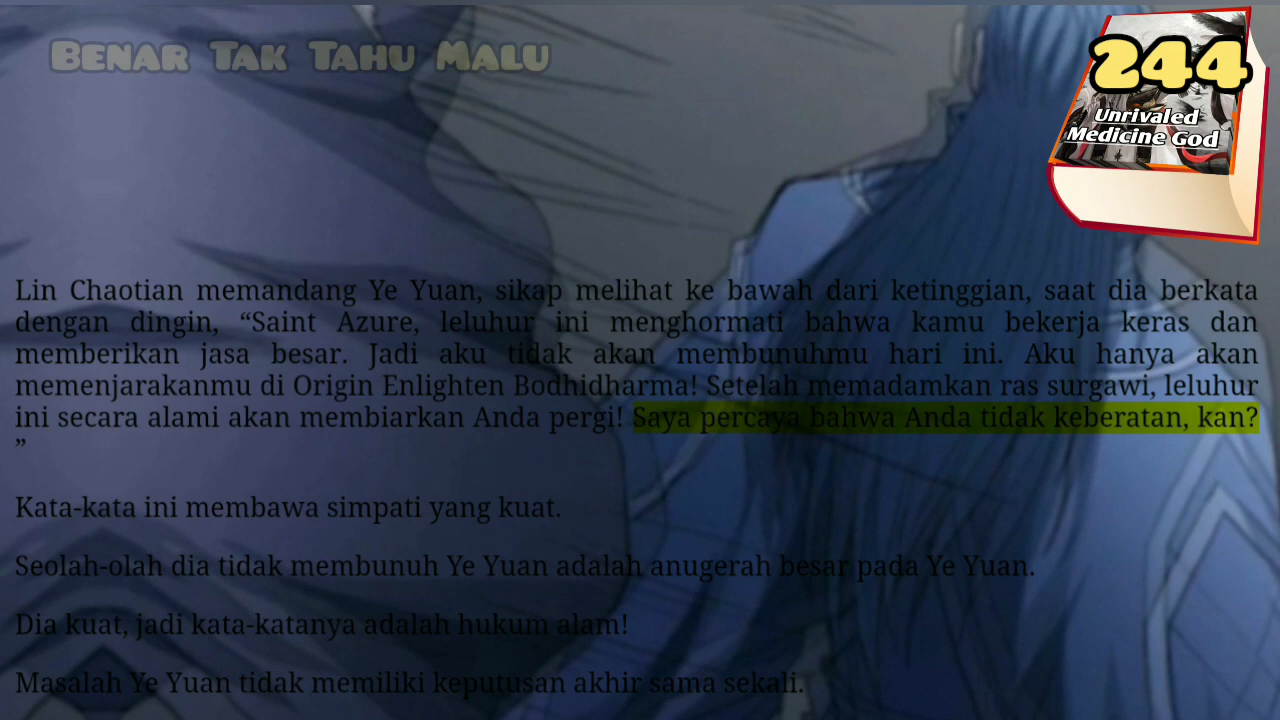 Benar Tak Tahu Malu
244
Unrivaled
Medicine God
Lin Chaotian memandang Ye Yuan, sikap melihat ke bawah dari ketinggian, saat dia berkata
dengan dingin, “Saint Azure, leluhur ini menghormati bahwa kamu bekerja keras dan
memberikan jasa besar. Jadi aku tidak akan membunuhmu hari ini. Aku hanya akan
memenjarakanmu di Origin Enlighten Bodhidharma! Setelah memadamkan ras surgawi, leluhur
ini secara alami akan membiarkan Anda pergi! Saya percaya bahwa Anda tidak keberatan, kan?
”
Kata-kata ini membawa simpati yang kuat.
Seolah-olah dia tidak membunuh Ye Yuan adalah anugerah besar pada Ye Yuan.
Dia kuat, jadi kata-katanya adalah hukum alam!
Masalah Ye Yuan tidak memiliki keputusan akhir sama sekali.